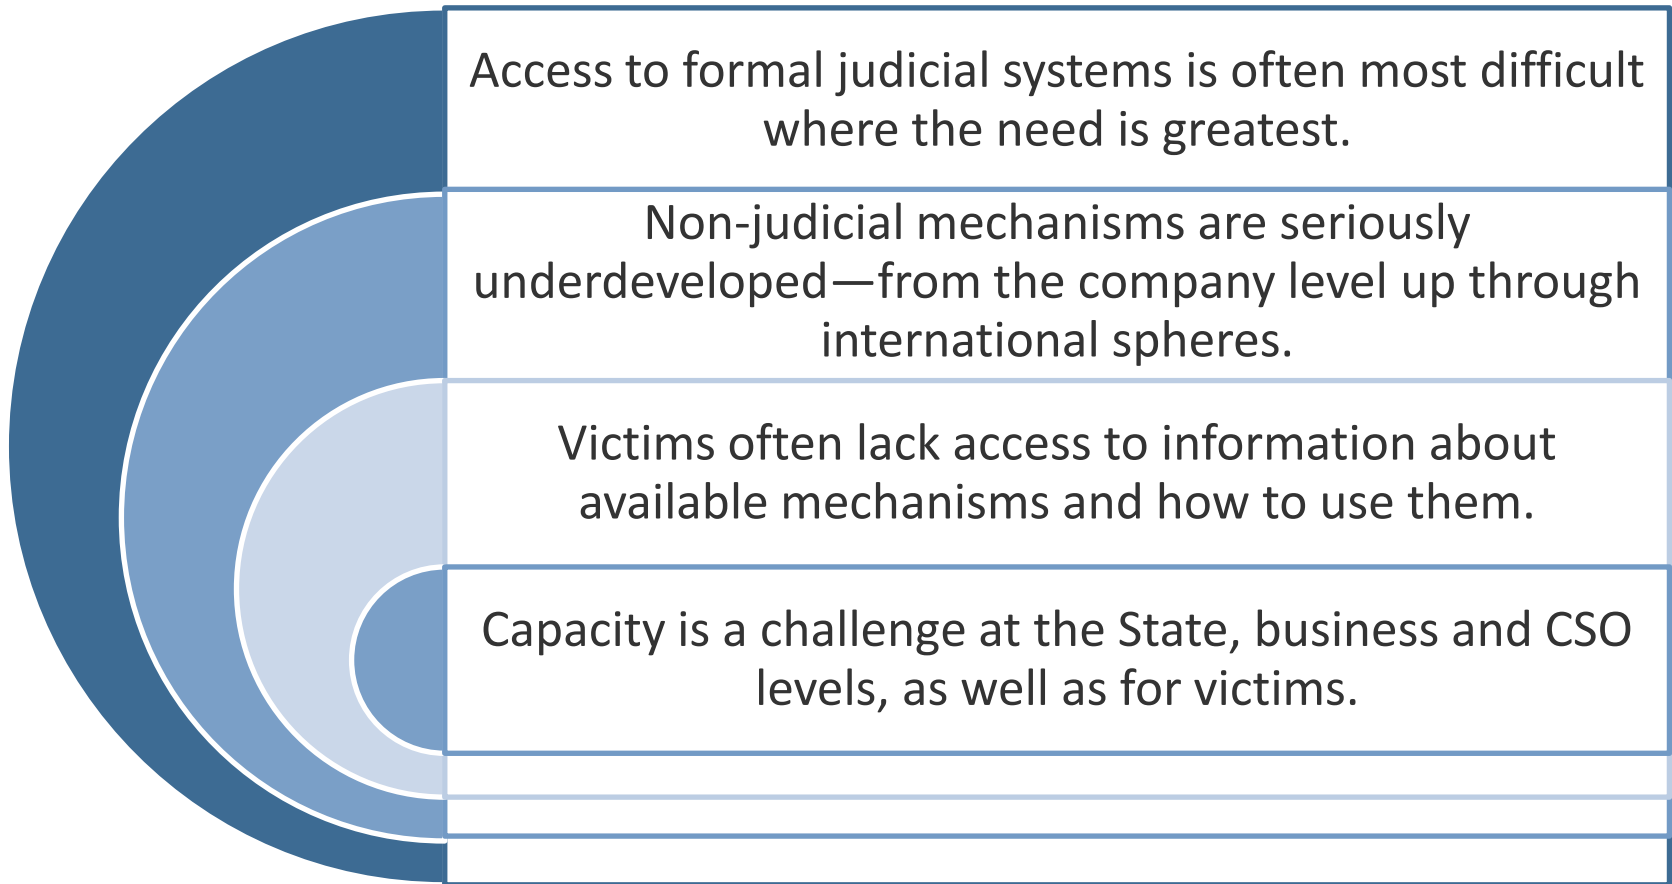 Access to formal judicial systems is often most difficult
where the need is greatest.
Non-judicial mechanisms are seriously
underdeveloped—from the company level up through
international spheres.
Victims often lack access to information about
available mechanisms and how to use them.
Capacity is a challenge at the State, business and CSO
levels, as well as for victims.